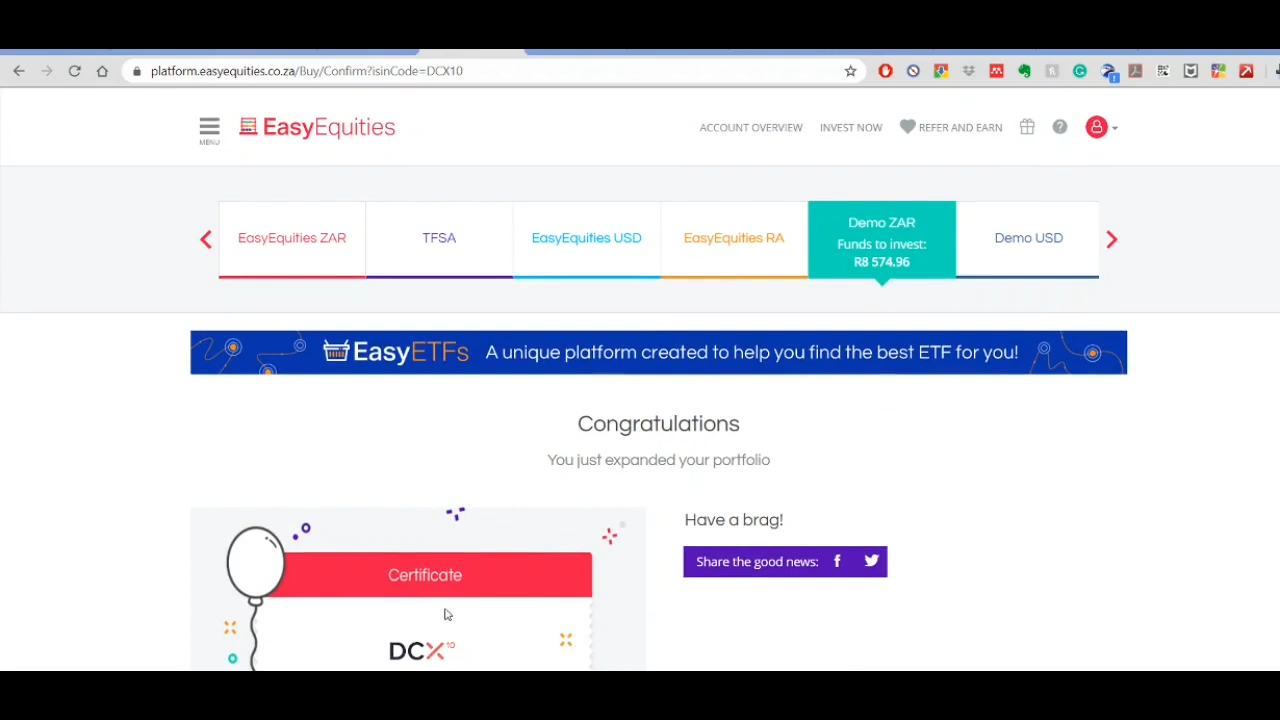 platform.easyequities.co.za/Buy/Confirm?isinCode=DCX10
MENU
EasyEquities
ACCOUNT OVERVIEW
INVEST NOW
REFER AND EARN
EasyEquities ZAR
TFSA
EasyEquities USD
EasyEquities RA
Demo ZAR
Funds to invest:
R8 574.96
Demo USD
EasyETFs A unique platform created to help you find the best ETF for you!
Congratulations
You just expanded your portfolio
Have a brag!
Share the good news:
Certificate
DCX10